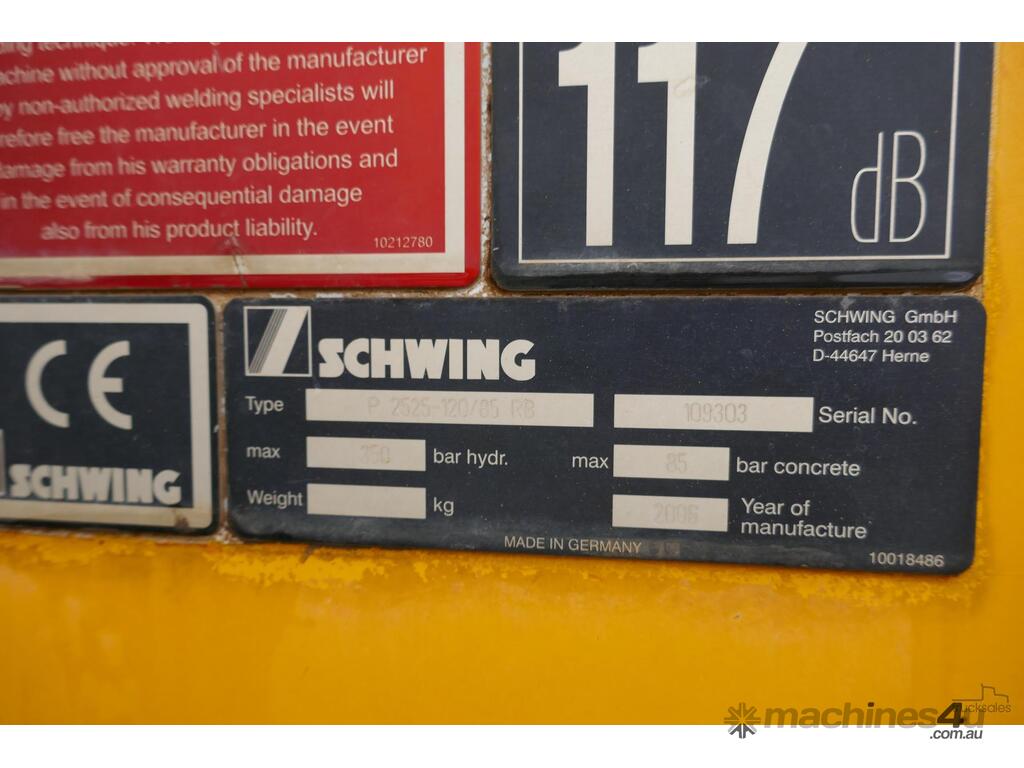 technique.
machine without approval of the manufacturer
by non-authorized welding specialists will
therefore free the manufacturer in the event
damage from his warranty obligations and
in the event of consequential damage
also from his product liability.
10212780
117
dB
CE
SCHWING
SCHWING
SCHWING GmbH
Postfach 20 03 62
D-44647 Herne
Type P 2525-120/85 RB 109303 Serial No.
max 350 bar hydr. max 85 bar concrete
Weight kg 2006 Year of
manufacture
MADE IN GERMANY
10018486
trucksales
machines4u
.com.au